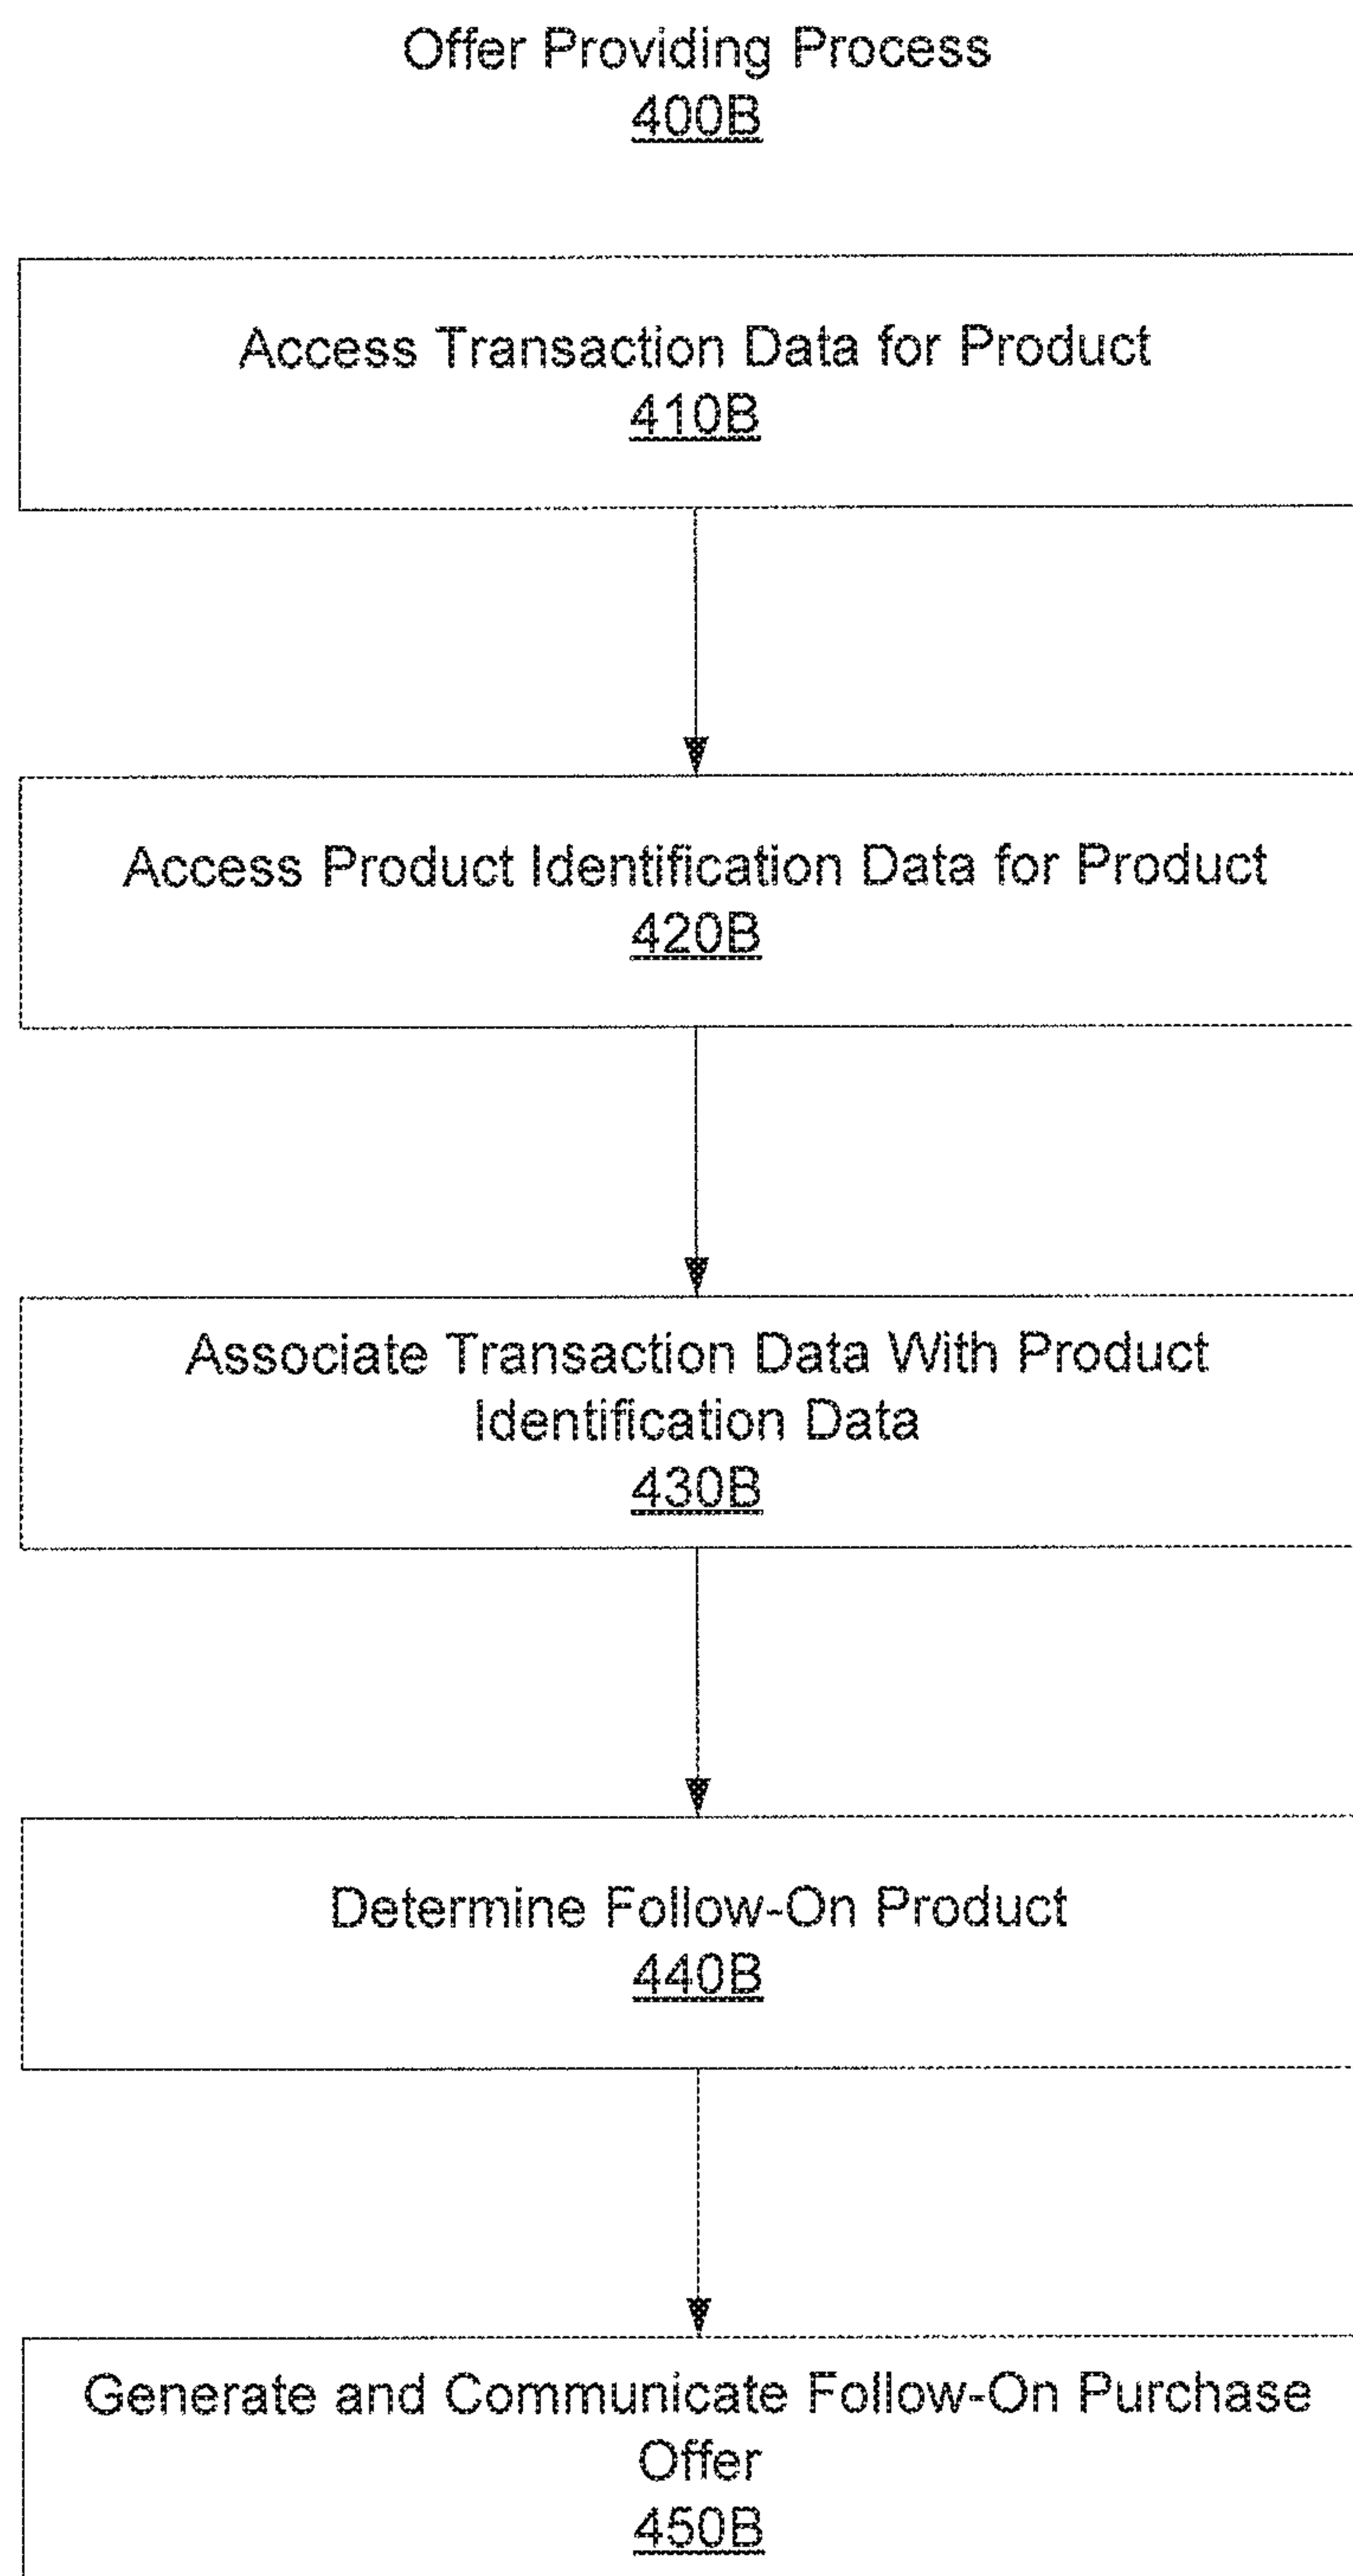 Offer Providing Process
400B
Access Transaction Data for Product
410B
Access Product Identification Data for Product
420B
Associate Transaction Data With Product
Identification Data
430B
Determine Follow-On Product
440B
Generate and Communicate Follow-On Purchase
Offer
450B